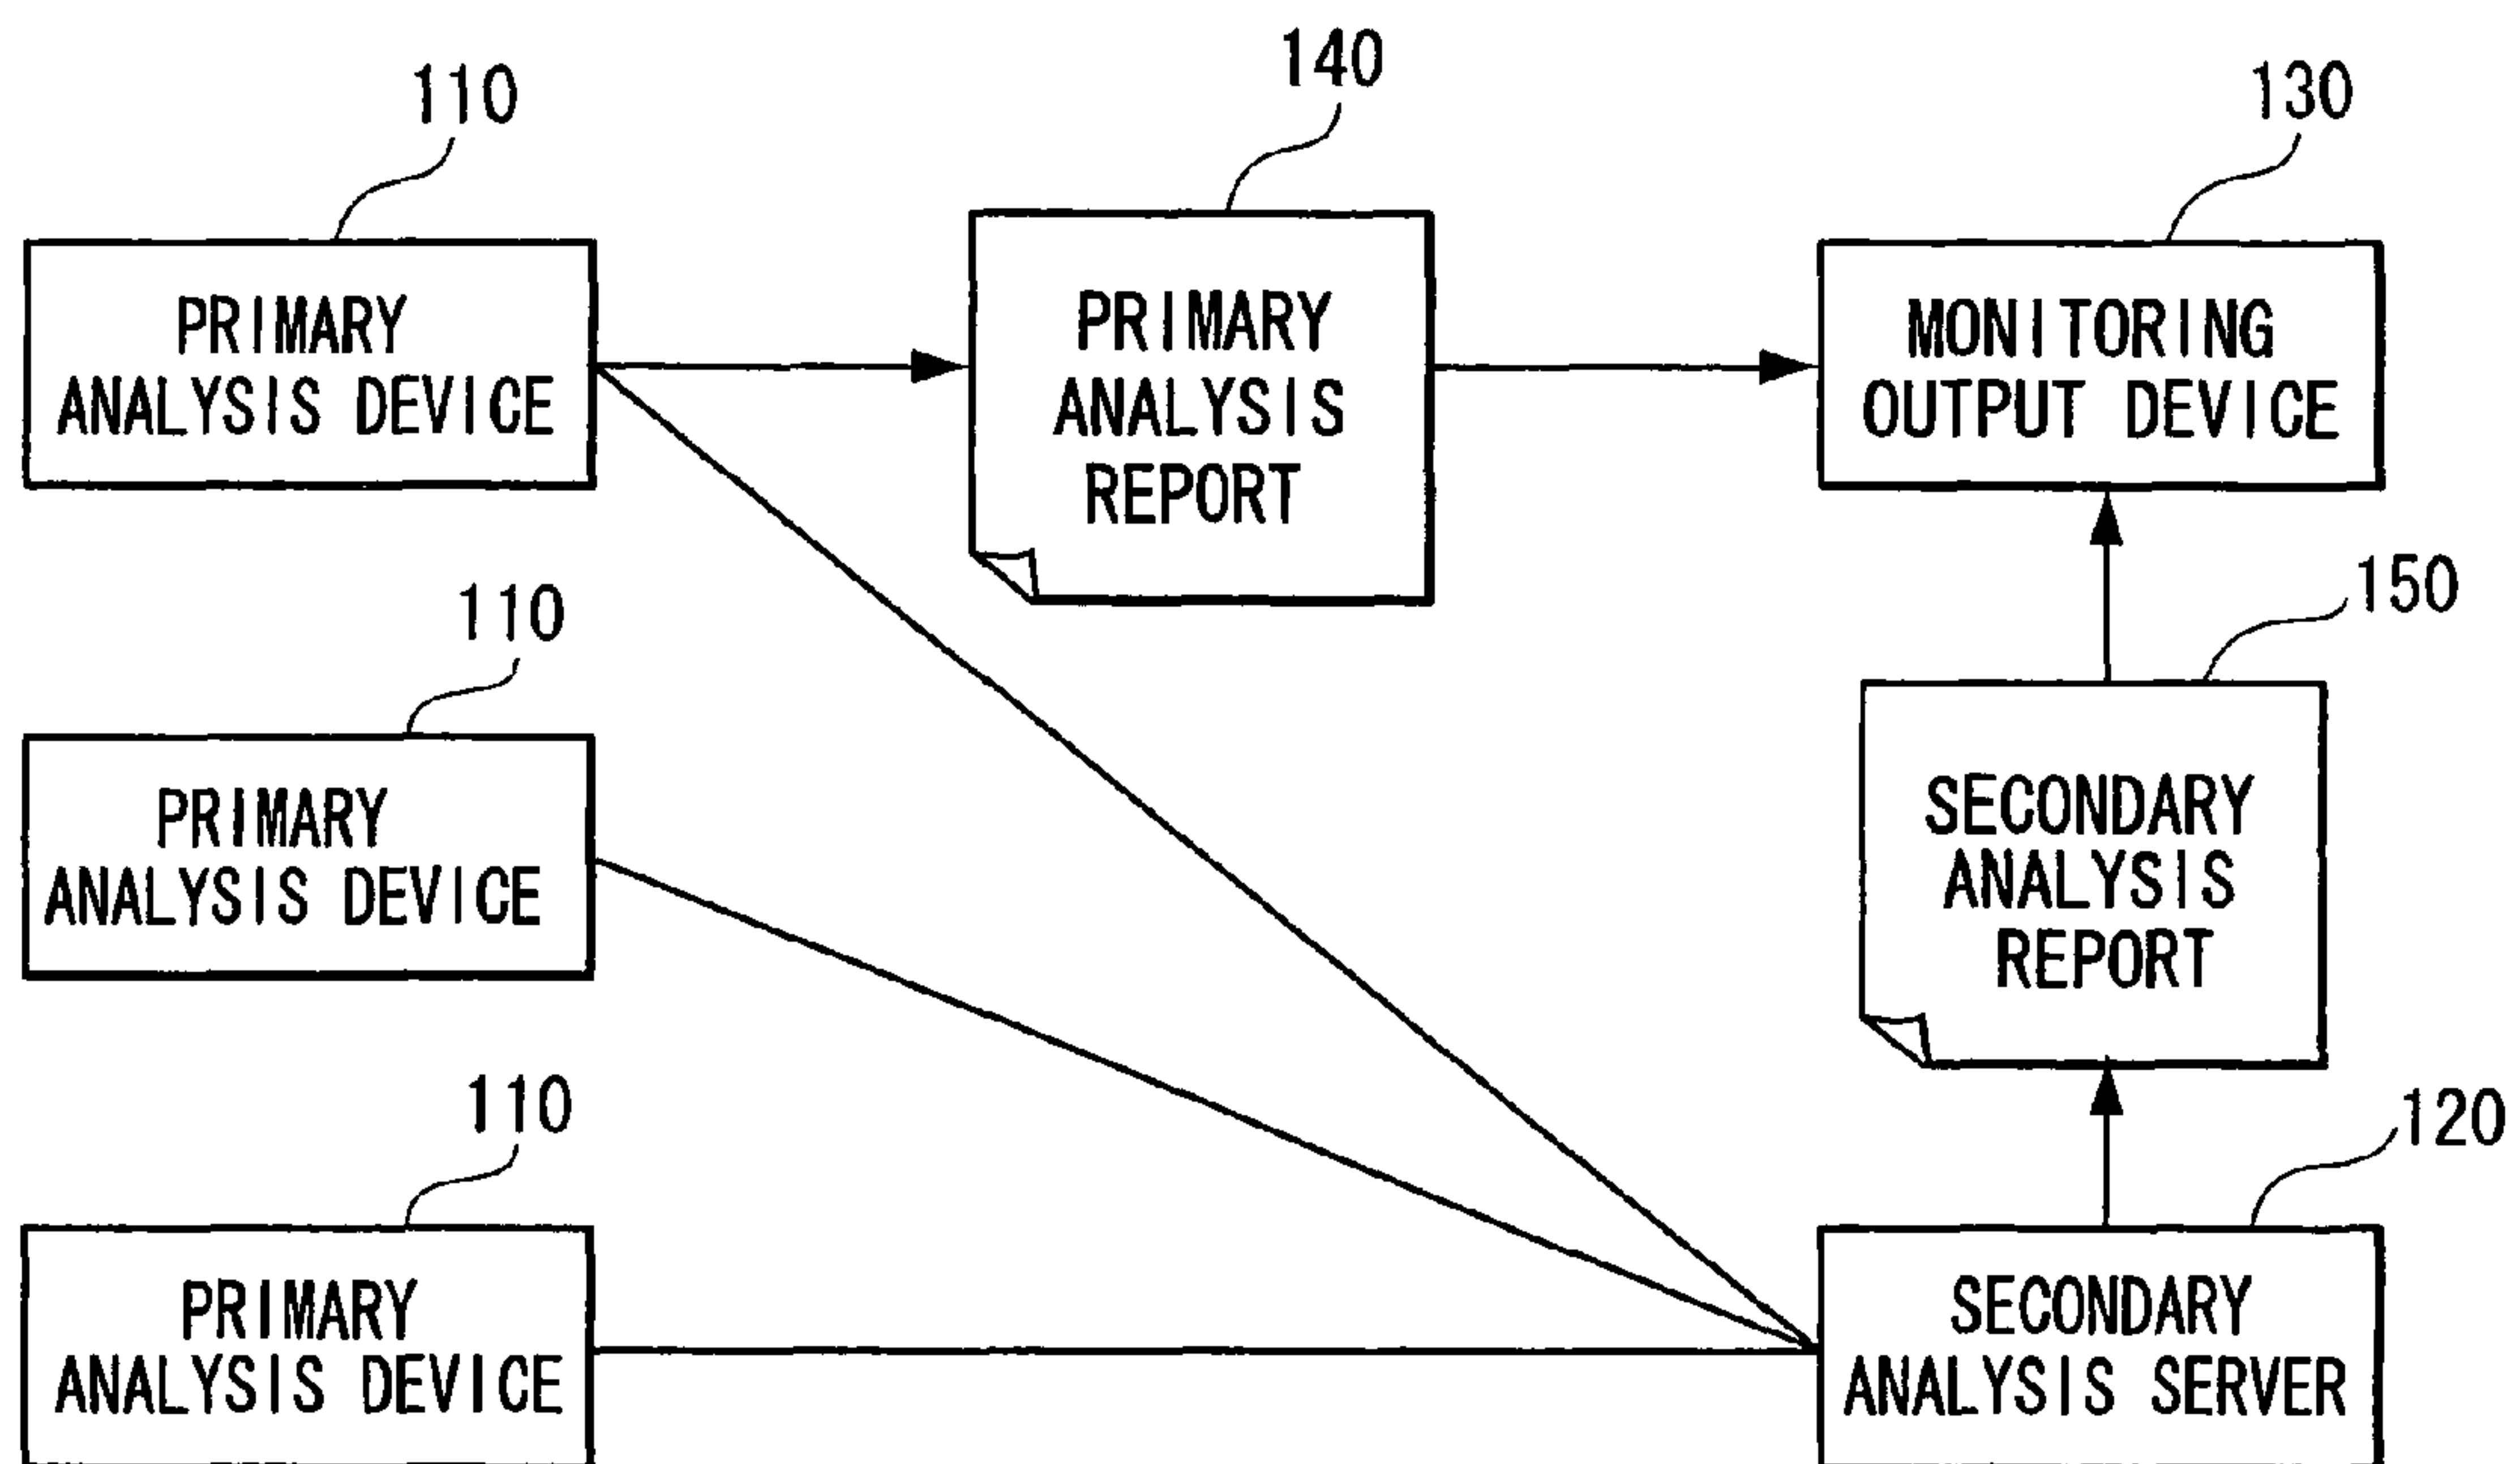 110
PRIMARY
ANALYSIS DEVICE
140
PRIMARY
ANALYSIS
REPORT
130
MONITORING
OUTPUT DEVICE
110
PRIMARY
ANALYSIS DEVICE
150
SECONDARY
ANALYSIS
REPORT
110
PRIMARY
ANALYSIS DEVICE
120
SECONDARY
ANALYSIS SERVER